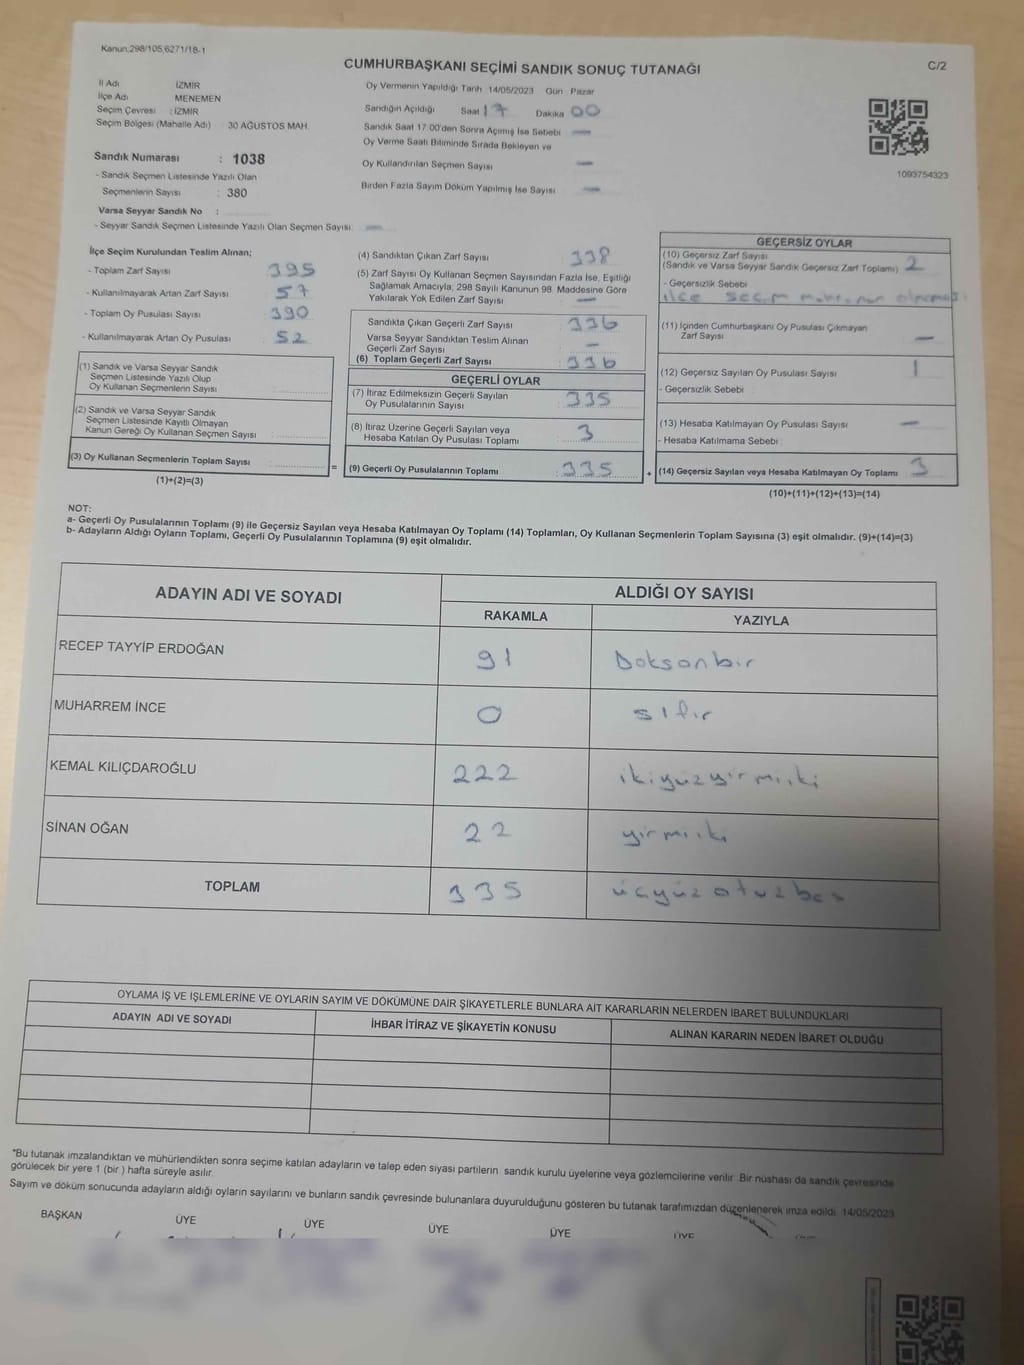 Kanun,298/105,6271/18-1
C/2
CUMHURBAŞKANI SEÇİMİ SANDIK SONUÇ TUTANAĞI
İl Adı İZMİR
İlçe Adı MENEMEN
Seçim Çevresi : İZMİR
Seçim Bölgesi (Mahalle Adı) : 30 AĞUSTOS MAH.
Sandık Numarası : 1038
- Sandık Seçmen Listesinde Yazılı Olan
Seçmenlerin Sayısı : 380
Varsa Seyyar Sandık No :
- Seyyar Sandık Seçmen Listesinde Yazılı Olan Seçmen Sayısı: —
Oy Vermenin Yapıldığı Tarih 14/05/2023 Gün : Pazar
Sandığın Açıldığı Saat 17 Dakika 00
Sandık Saat 17:00'den Sonra Açımış İse Sebebi —
Oy Verme Saati Bitiminde Sırada Bekleyen ve
Oy Kullandırılan Seçmen Sayısı —
Birden Fazla Sayım Döküm Yapılmış İse Sayısı —
1093754323
İlçe Seçim Kurulundan Teslim Alınan;
- Toplam Zarf Sayısı 395
- Kullanılmayarak Artan Zarf Sayısı : 57
- Toplam Oy Pusulası Sayısı : 390
- Kullanılmayarak Artan Oy Pusulası : 52
(1) Sandık ve Varsa Seyyar Sandık
Seçmen Listesinde Yazılı Olup
Oy Kullanan Seçmenlerin Sayısı :
(2) Sandık ve Varsa Seyyar Sandık
Seçmen Listesinde Kayıtlı Olmayan
Kanun Gereği Oy Kullanan Seçmen Sayısı :
(3) Oy Kullanan Seçmenlerin Toplam Sayısı :
(1)+(2)=(3)
=
(4) Sandıktan Çıkan Zarf Sayısı : 338
(5) Zarf Sayısı Oy Kullanan Seçmen Sayısından Fazla İse, Eşitliği
Sağlamak Amacıyla; 298 Sayılı Kanunun 98. Maddesine Göre
Yakılarak Yok Edilen Zarf Sayısı : —
Sandıkta Çıkan Geçerli Zarf Sayısı : 336
Varsa Seyyar Sandıktan Teslim Alınan
Geçerli Zarf Sayısı : —
(6) Toplam Geçerli Zarf Sayısı : 336
GEÇERLİ OYLAR
(7) İtiraz Edilmeksizin Geçerli Sayılan
Oy Pusulalarının Sayısı : 335
(8) İtiraz Üzerine Geçerli Sayılan veya
Hesaba Katılan Oy Pusulası Toplamı : 3
(9) Geçerli Oy Pusulalarının Toplamı : 335
+
GEÇERSİZ OYLAR
(10) Geçersiz Zarf Sayısı
(Sandık ve Varsa Seyyar Sandık Geçersiz Zarf Toplamı) 2
- Geçersizlik Sebebi
ilçe seçim
(11) İçinden Cumhurbaşkanı Oy Pusulası Çıkmayan
Zarf Sayısı —
(12) Geçersiz Sayılan Oy Pusulası Sayısı 1
- Geçersizlik Sebebi :
(13) Hesaba Katılmayan Oy Pusulası Sayısı —
- Hesaba Katılmama Sebebi :
(14) Geçersiz Sayılan veya Hesaba Katılmayan Oy Toplamı 3
(10)+(11)+(12)+(13)=(14)
NOT:
a- Geçerli Oy Pusulalarının Toplamı (9) ile Geçersiz Sayılan veya Hesaba Katılmayan Oy Toplamı (14) Toplamları, Oy Kullanan Seçmenlerin Toplam Sayısına (3) eşit olmalıdır. (9)+(14)=(3)
b- Adayların Aldığı Oyların Toplamı, Geçerli Oy Pusulalarının Toplamına (9) eşit olmalıdır.
ADAYIN ADI VE SOYADI ALDIĞI OY SAYISI
RAKAMLA YAZIYLA
RECEP TAYYİP ERDOĞAN 91 Doksanbir
MUHARREM İNCE 0 sıfır
KEMAL KILIÇDAROĞLU 222 ikiyüzyirmiiki
SİNAN OĞAN 22 yirmiiki
TOPLAM 335 üçyüzotuzbeş
OYLAMA İŞ VE İŞLEMLERİNE VE OYLARIN SAYIM VE DÖKÜMÜNE DAİR ŞİKAYETLERLE BUNLARA AİT KARARLARIN NELERDEN İBARET BULUNDUKLARI
ADAYIN ADI VE SOYADI İHBAR İTİRAZ VE ŞİKAYETİN KONUSU ALINAN KARARIN NEDEN İBARET OLDUĞU
*Bu tutanak imzalandıktan ve mühürlendikten sonra seçime katılan adayların ve talep eden siyasi partilerin sandık kurulu üyelerine veya gözlemcilerine verilir. Bir nüshası da sandık çevresinde
görülecek bir yere 1 (bir ) hafta süreyle asılır.
Sayım ve döküm sonucunda adayların aldığı oyların sayılarını ve bunların sandık çevresinde bulunanlara duyurulduğunu gösteren bu tutanak tarafımızdan düzenlenerek imza edildi. 14/05/2023
BAŞKAN ÜYE ÜYE ÜYE ÜYE ÜYE